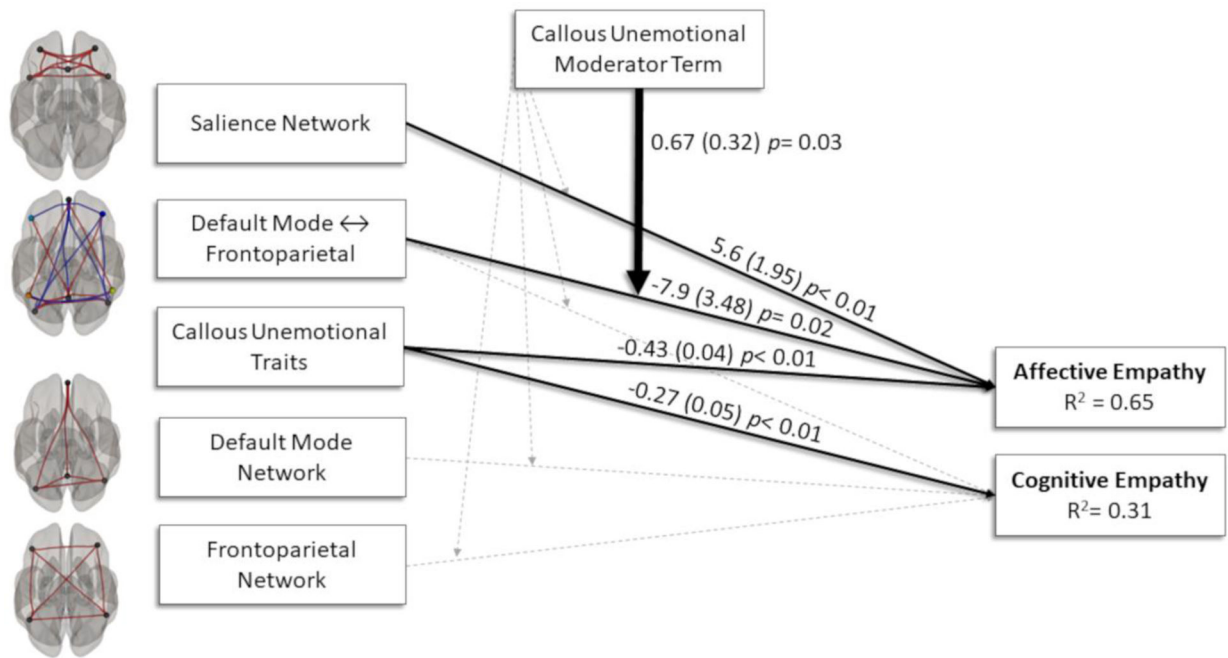 Callous Unemotional
Moderator Term
Salience Network
0.67 (0.32) p= 0.03
Default Mode ↔
Frontoparietal
5.6 (1.95) p< 0.01
-7.9 (3.48) p= 0.02
Callous Unemotional
Traits
-0.43 (0.04) p< 0.01
-0.27 (0.05) p< 0.01
Affective Empathy
R² = 0.65
Default Mode
Network
Cognitive Empathy
R²= 0.31
Frontoparietal
Network